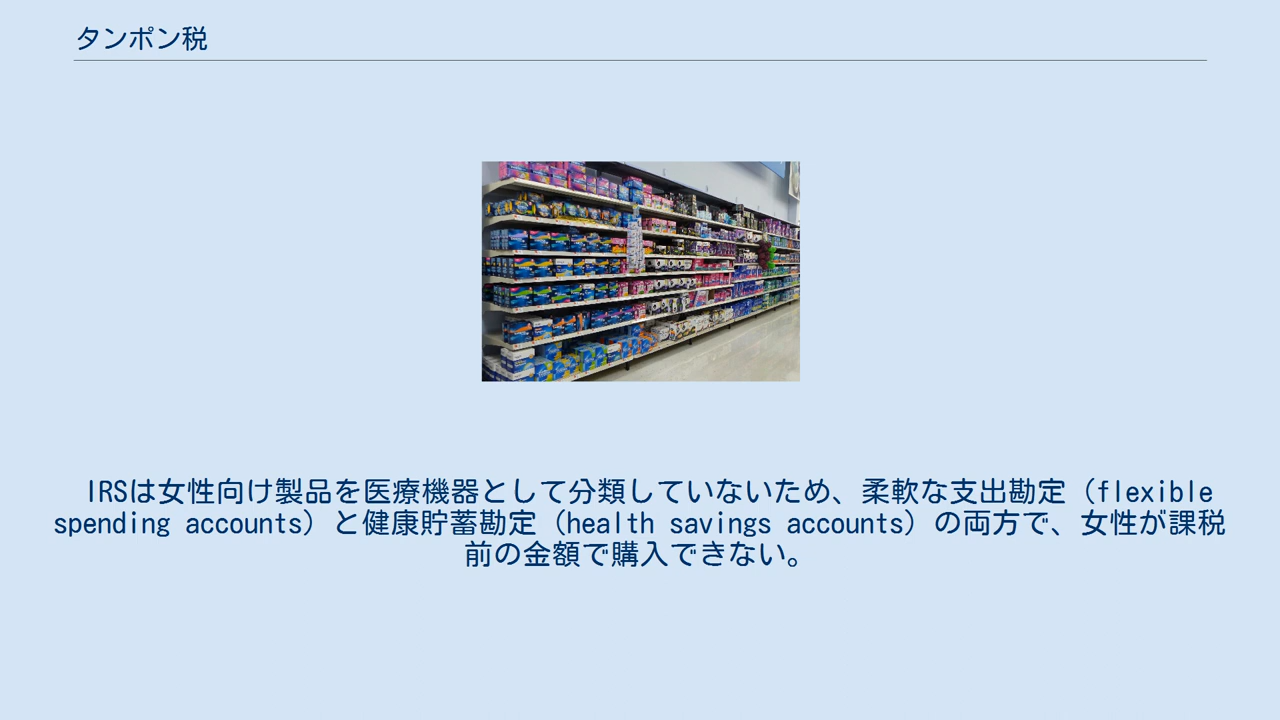 タンポン税
IRSは女性向け製品を医療機器として分類していないため、柔軟な支出勘定（flexible
spending accounts）と健康貯蓄勘定（health savings accounts）の両方で、女性が課税
前の金額で購入できない。